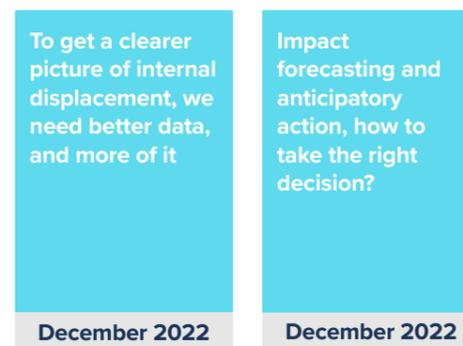 To get a clearer
picture of internal
displacement, we
need better data,
and more of it
December 2022
Impact
forecasting and
anticipatory
action, how to
take the right
decision?
December 2022